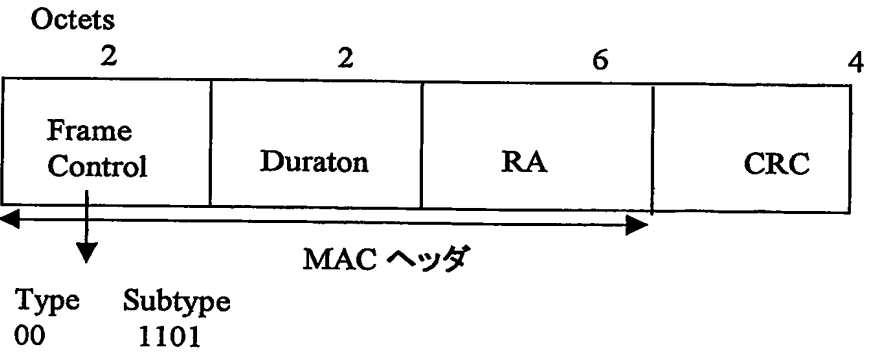 Octets
2 2 6 4
Frame
Control
Duraton
RA
CRC
MAC ヘッダ
Type Subtype
00 1101